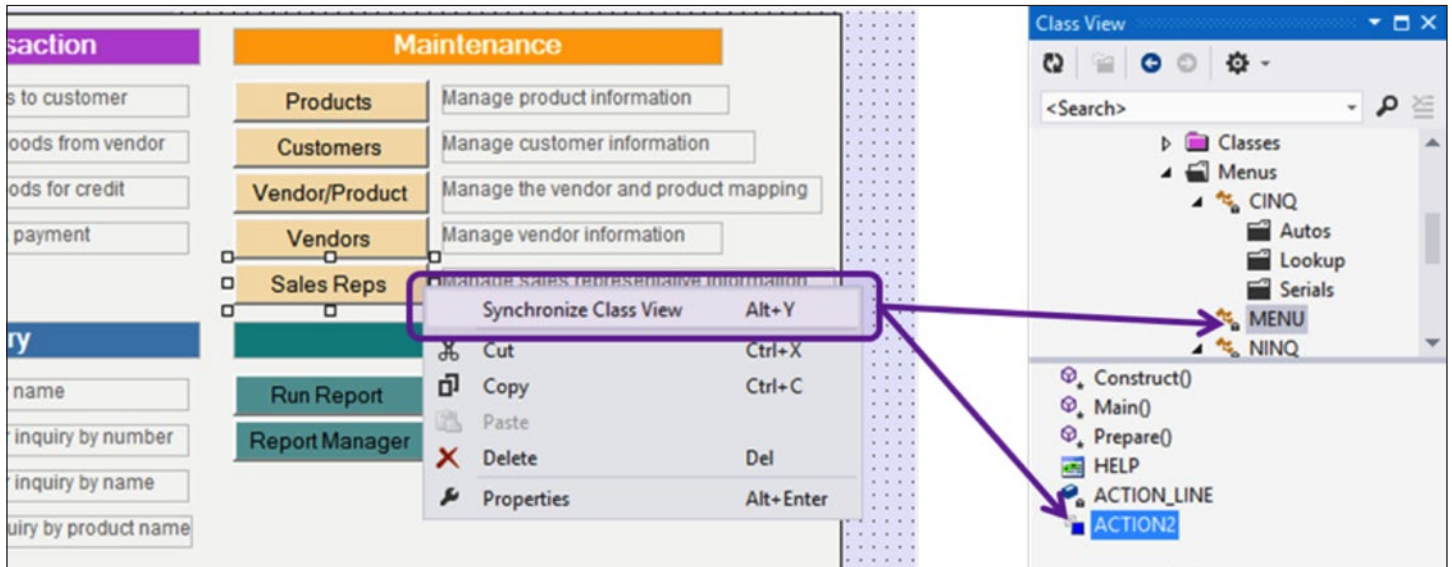 saction
s to customer
oods from vendor
ods for credit
payment
ry
name
inquiry by number
inquiry by name
uiry by product name
Maintenance
Products Manage product information
Customers Manage customer information
Vendor/Product Manage the vendor and product mapping
Vendors Manage vendor information
Sales Reps Manage sales representative information
Run Report
Report Manager
Synchronize Class View Alt+Y
Cut Ctrl+X
Copy Ctrl+C
Paste
Delete Del
Properties Alt+Enter
Class View
<Search>
Classes
Menus
CINQ
Autos
Lookup
Serials
MENU
NINQ
Construct()
Main()
Prepare()
HELP
ACTION_LINE
ACTION2